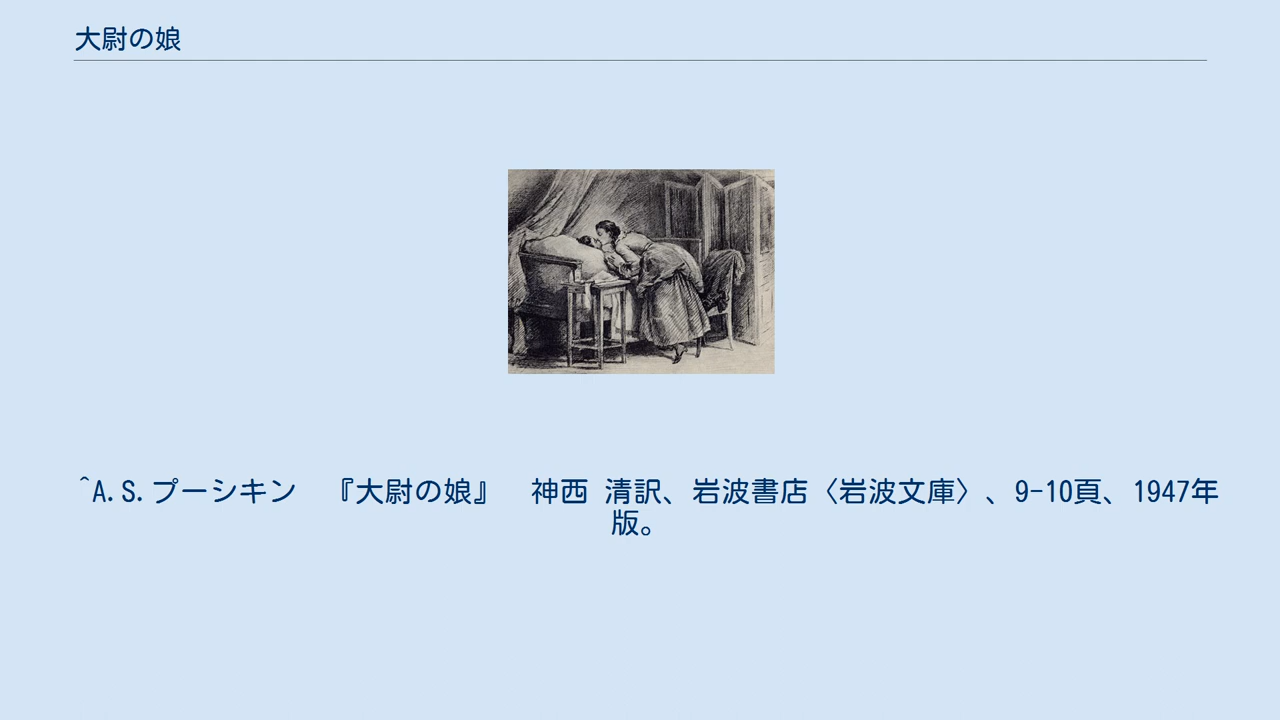 大尉の娘
^A.S.プーシキン　『大尉の娘』　神西 清訳、岩波書店〈岩波文庫〉、9-10頁、1947年
版。